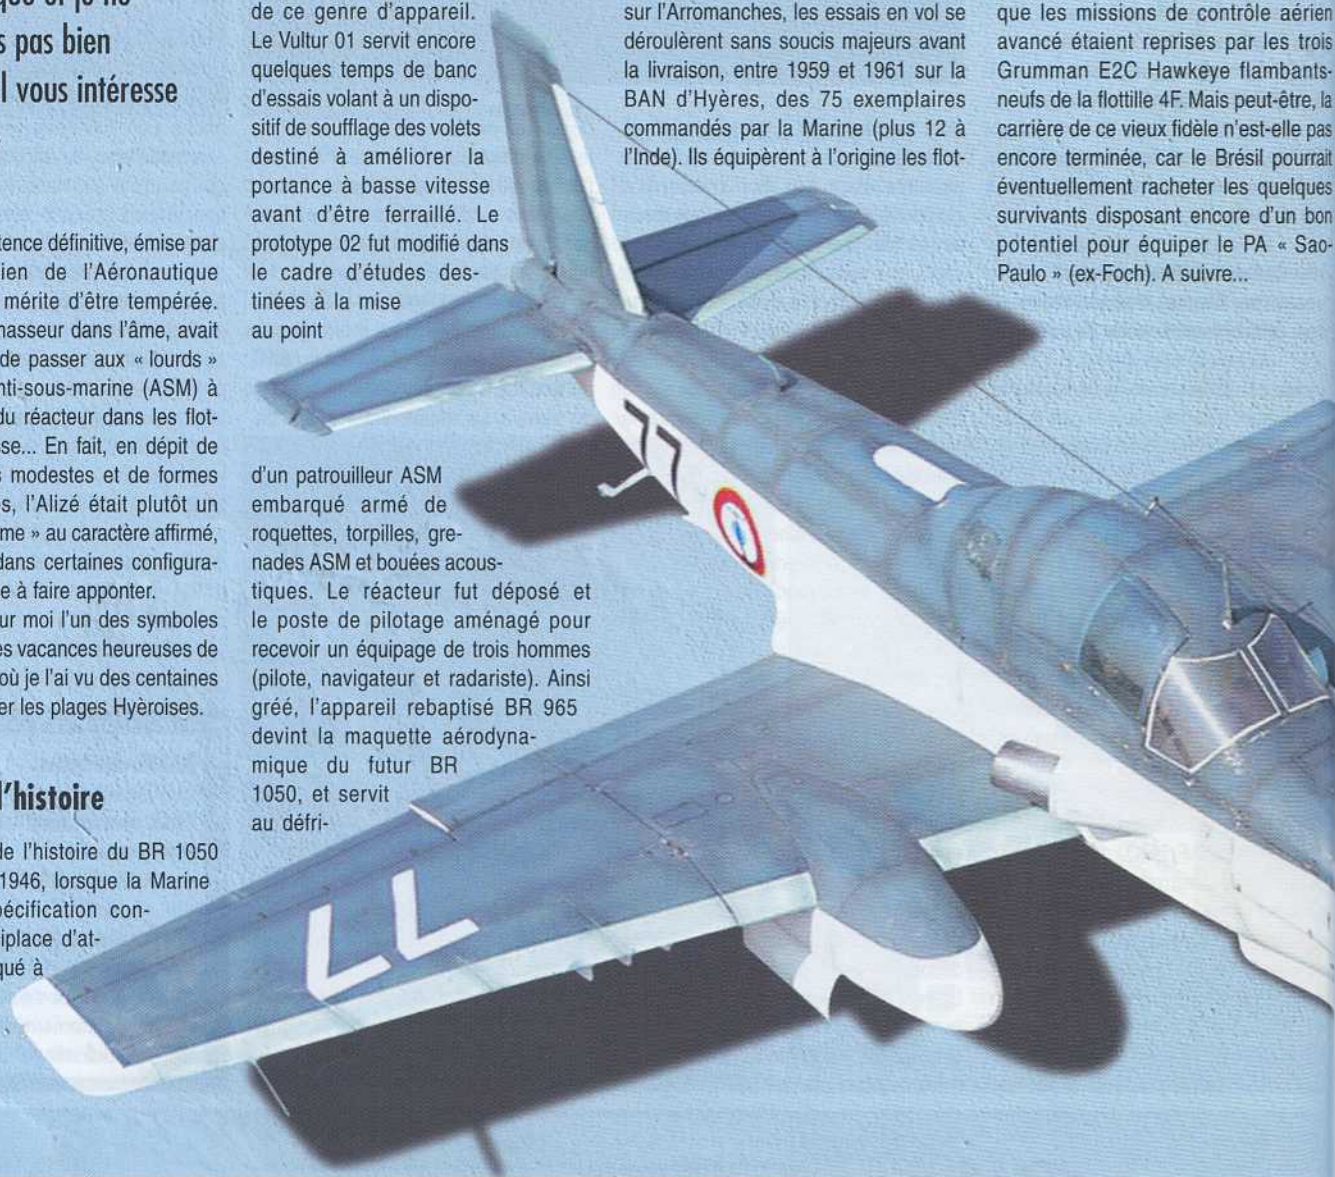 que et je ne
s pas bien
l vous intéresse
tence définitive, émise par
ien de l'Aéronautique
mérite d'être tempérée.
hasseur dans l'âme, avait
de passer aux « lourds »
nti-sous-marine (ASM) à
du réacteur dans les flot-
sse... En fait, en dépit de
s modestes et de formes
s, l'Alizé était plutôt un
me » au caractère affirmé,
dans certaines configura-
e à faire apponter.
ur moi l'un des symboles
es vacances heureuses de
où je l'ai vu des centaines
er les plages Hyèroises.
l'histoire
de l'histoire du BR 1050
1946, lorsque la Marine
pécification con-
iplace d'at-
qué à
de ce genre d'appareil.
Le Vultur 01 servit encore
quelques temps de banc
d'essais volant à un dispo-
sitif de soufflage des volets
destiné à améliorer la
portance à basse vitesse
avant d'être ferraillé. Le
prototype 02 fut modifié dans
le cadre d'études des-
tinées à la mise
au point
d'un patrouilleur ASM
embarqué armé de
roquettes, torpilles, gre-
nades ASM et bouées acous-
tiques. Le réacteur fut déposé et
le poste de pilotage aménagé pour
recevoir un équipage de trois hommes
(pilote, navigateur et radariste). Ainsi
gréé, l'appareil rebaptisé BR 965
devint la maquette aérodyna-
mique du futur BR
1050, et servit
au défri-
sur l'Arromanches, les essais en vol se
déroulèrent sans soucis majeurs avant
la livraison, entre 1959 et 1961 sur la
BAN d'Hyères, des 75 exemplaires
commandés par la Marine (plus 12 à
l'Inde). Ils équipèrent à l'origine les flot-
que les missions de contrôle aérien
avancé étaient reprises par les trois
Grumman E2C Hawkeye flambants-
neufs de la flottille 4F. Mais peut-être, la
carrière de ce vieux fidèle n'est-elle pas
encore terminée, car le Brésil pourrait
éventuellement racheter les quelques
survivants disposant encore d'un bon
potentiel pour équiper le PA « Sao-
Paulo » (ex-Foch). A suivre...
77
77